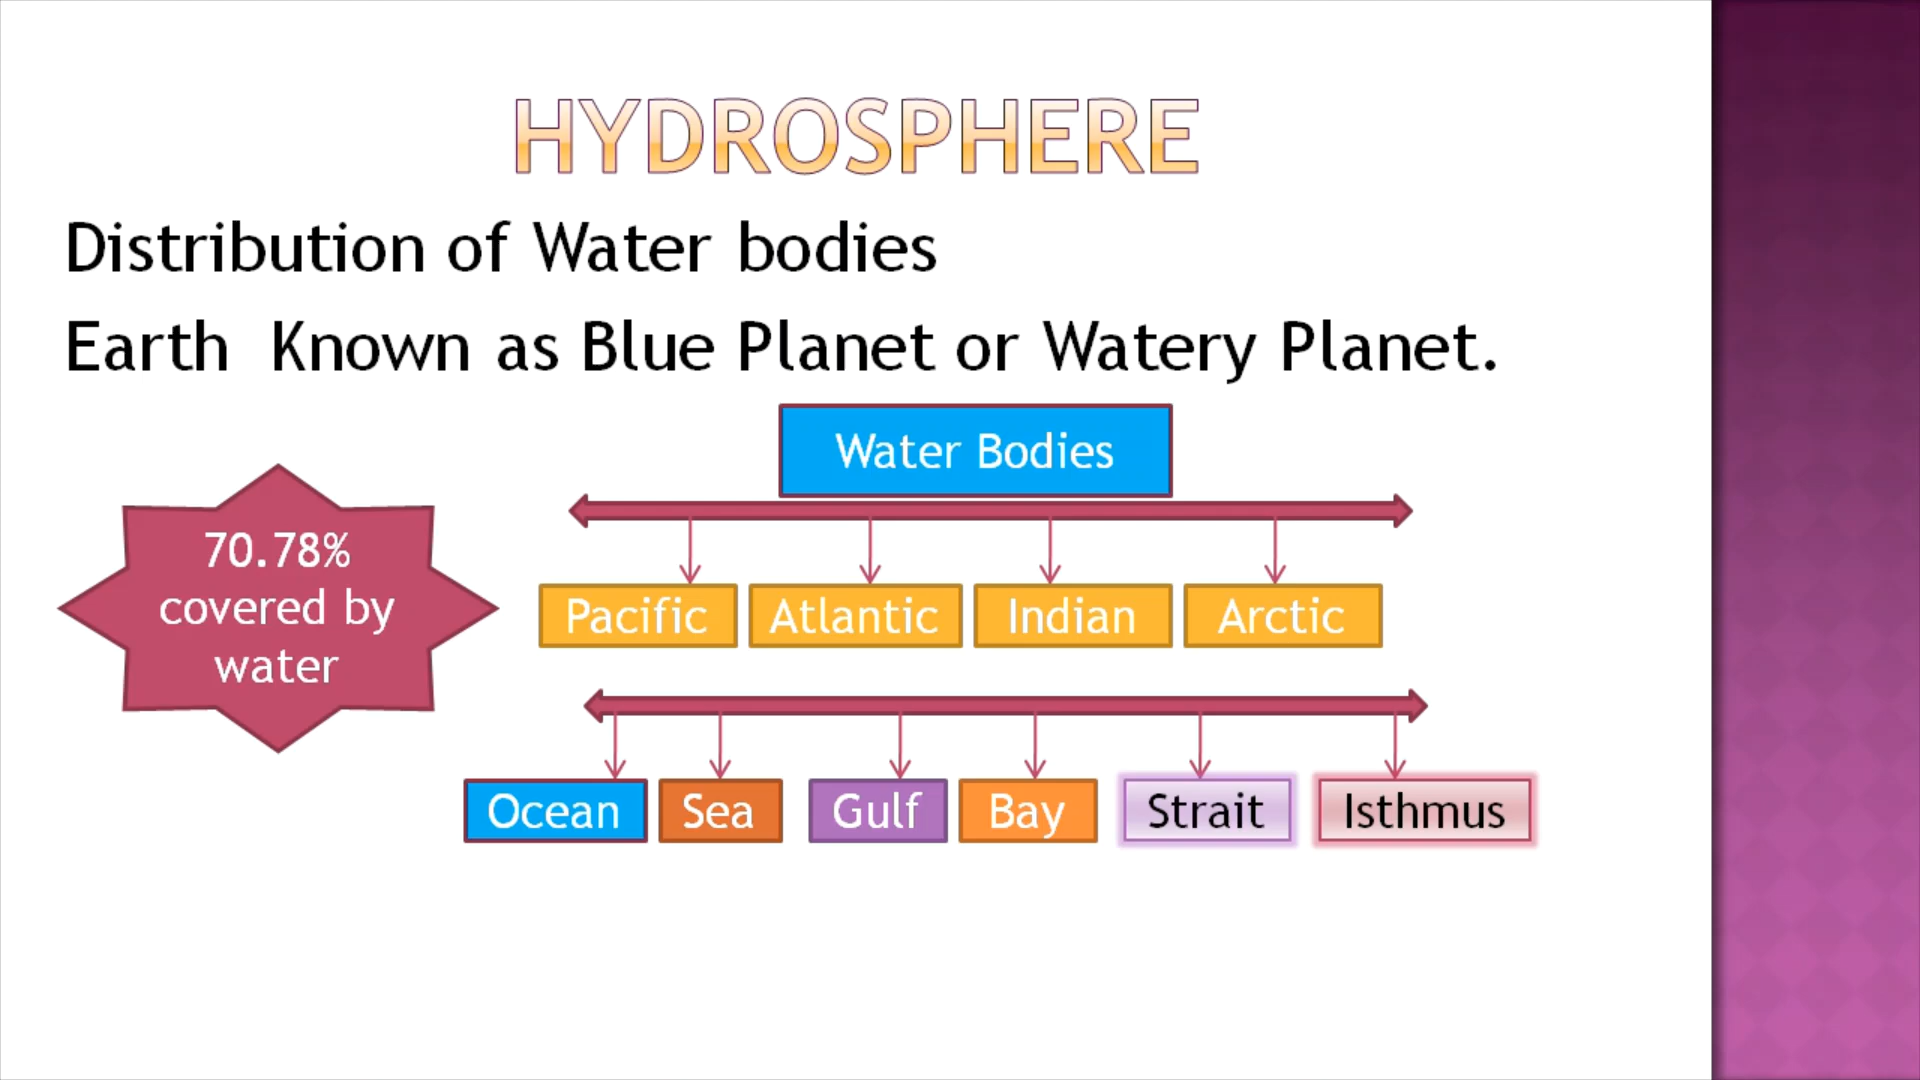 HYDROSPHERE
Distribution of Water bodies
Earth Known as Blue Planet or Watery Planet.
Water Bodies
70.78%
covered by
water
Pacific
Atlantic
Indian
Arctic
Ocean
Sea
Gulf
Bay
Strait
Isthmus